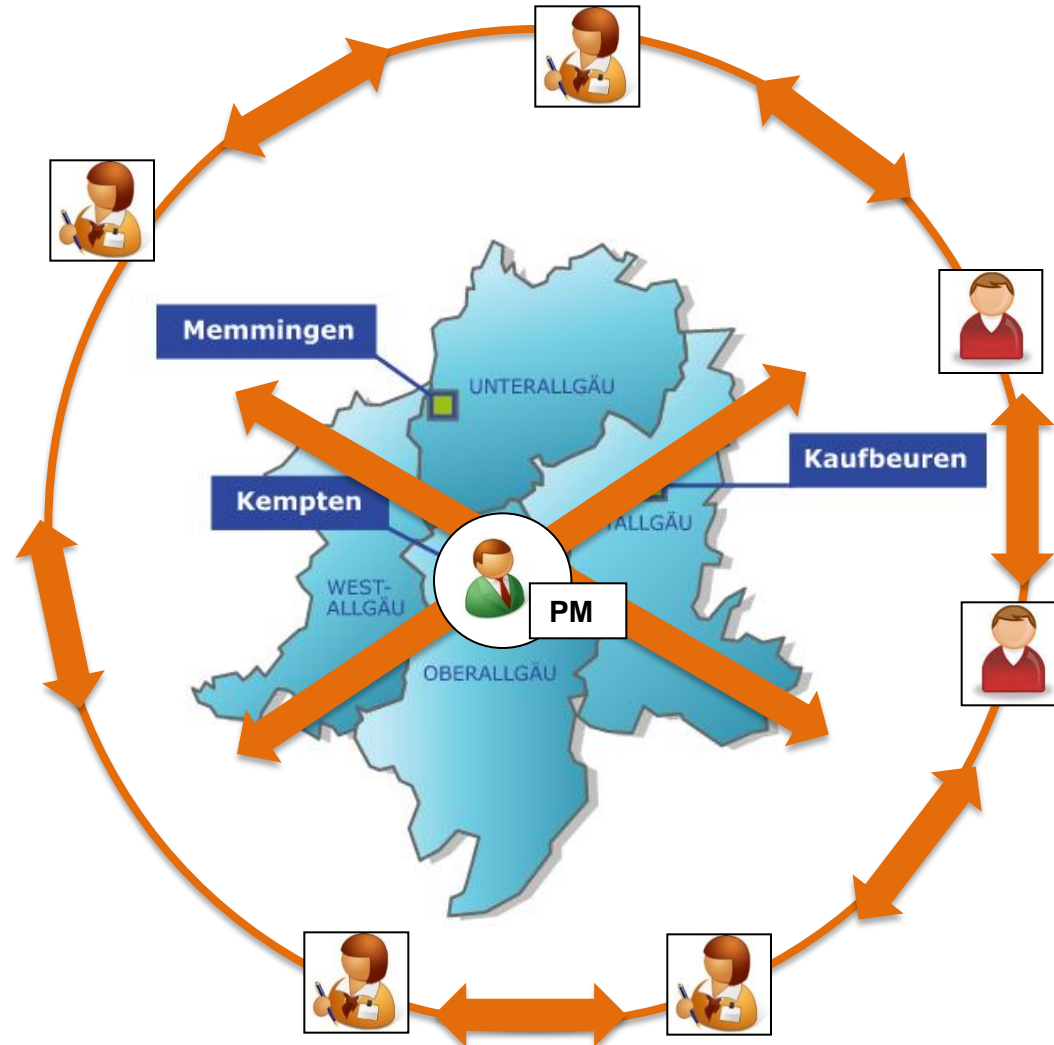 Memmingen
UNTERALLGÄU
Kaufbeuren
Kempten
WEST-
ALLGÄU
PM
OBERALLGÄU